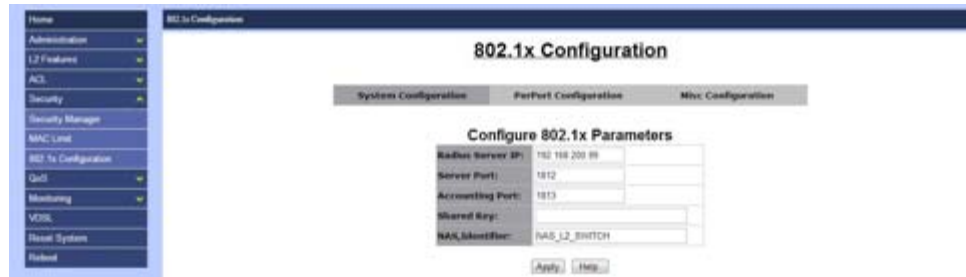 Home
802.1x Configuration
Administration
L2 Features
ACL
Security
Security Manager
MAC Limit
802.1x Configuration
QoS
Monitoring
VDSL
Reset System
Reboot
802.1x Configuration
System Configuration PerPort Configuration Misc Configuration
Configure 802.1x Parameters
Radius Server IP: 192.168.200.99
Server Port: 1812
Accounting Port: 1813
Shared Key:
NAS,Identifier: NAS_L2_SWITCH
Apply Help